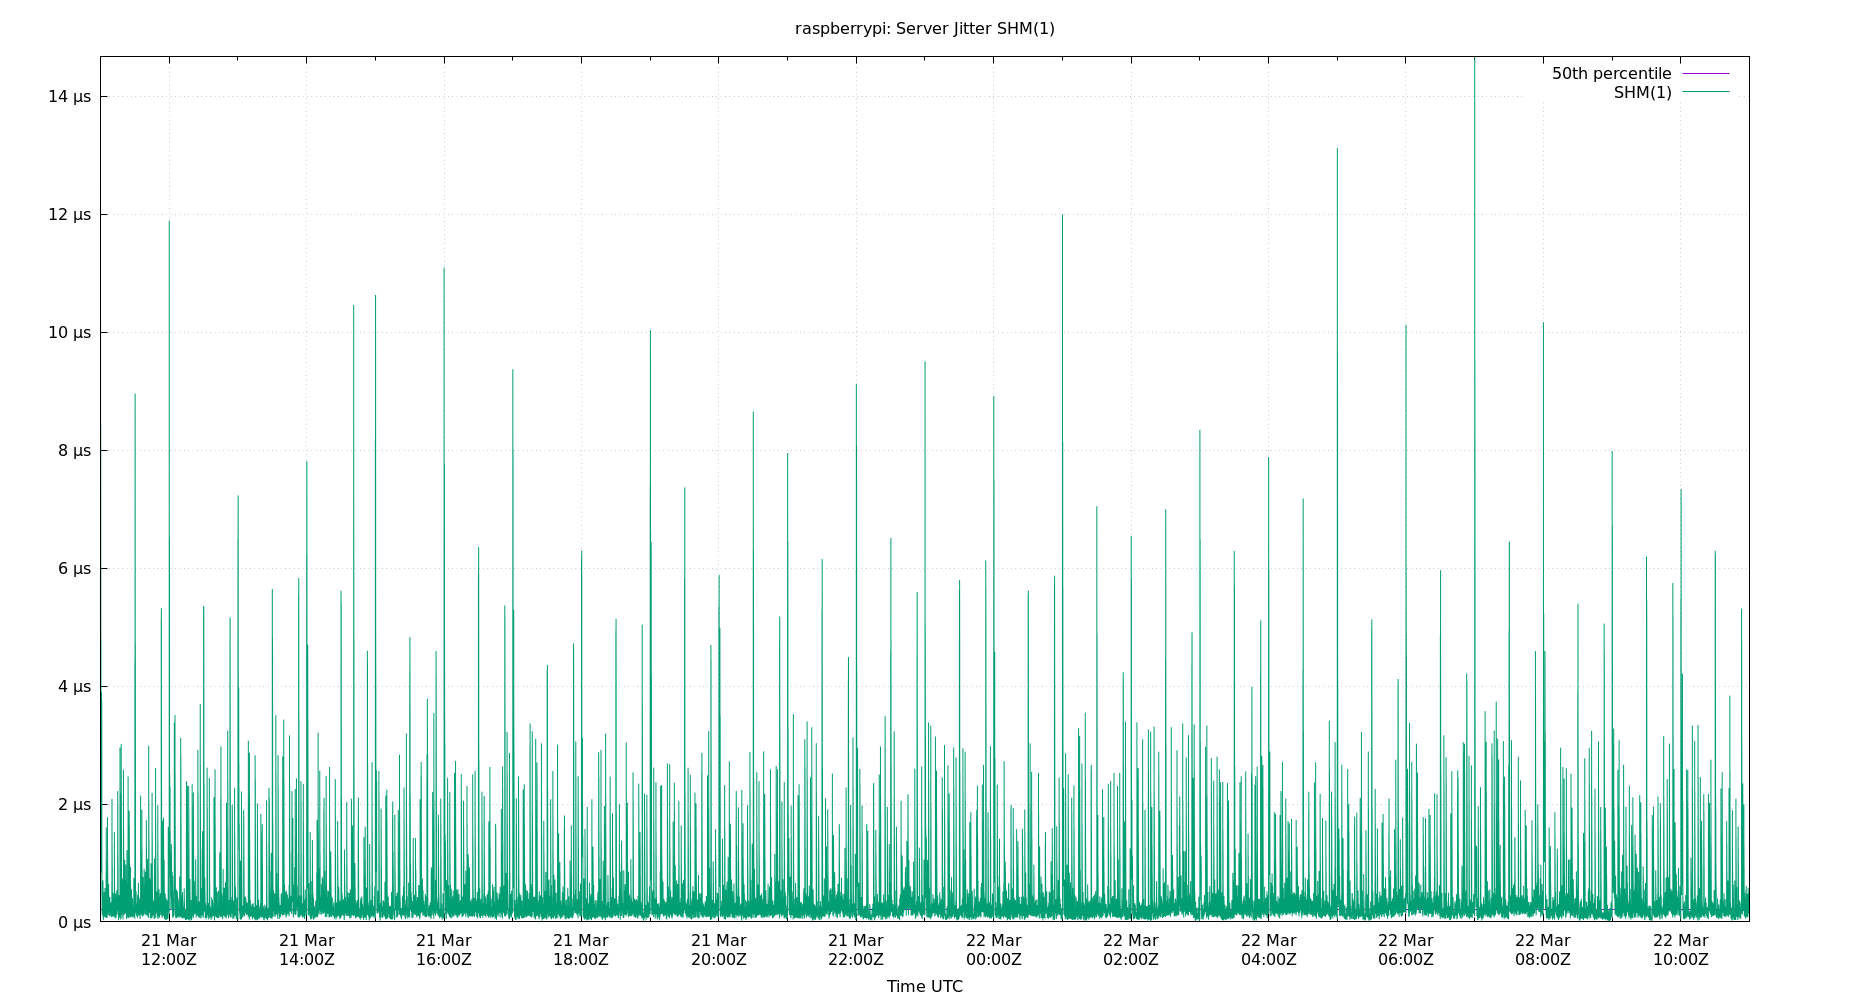 raspberrypi: Server Jitter SHM(1)
50th percentile
SHM(1)
14 µs
12 µs
10 µs
8 µs
6 µs
4 µs
2 µs
0 µs
21 Mar 21 Mar 21 Mar 21 Mar 21 Mar 21 Mar 22 Mar 22 Mar 22 Mar 22 Mar 22 Mar 22 Mar
12:00Z 14:00Z 16:00Z 18:00Z 20:00Z 22:00Z 00:00Z 02:00Z 04:00Z 06:00Z 08:00Z 10:00Z
Time UTC